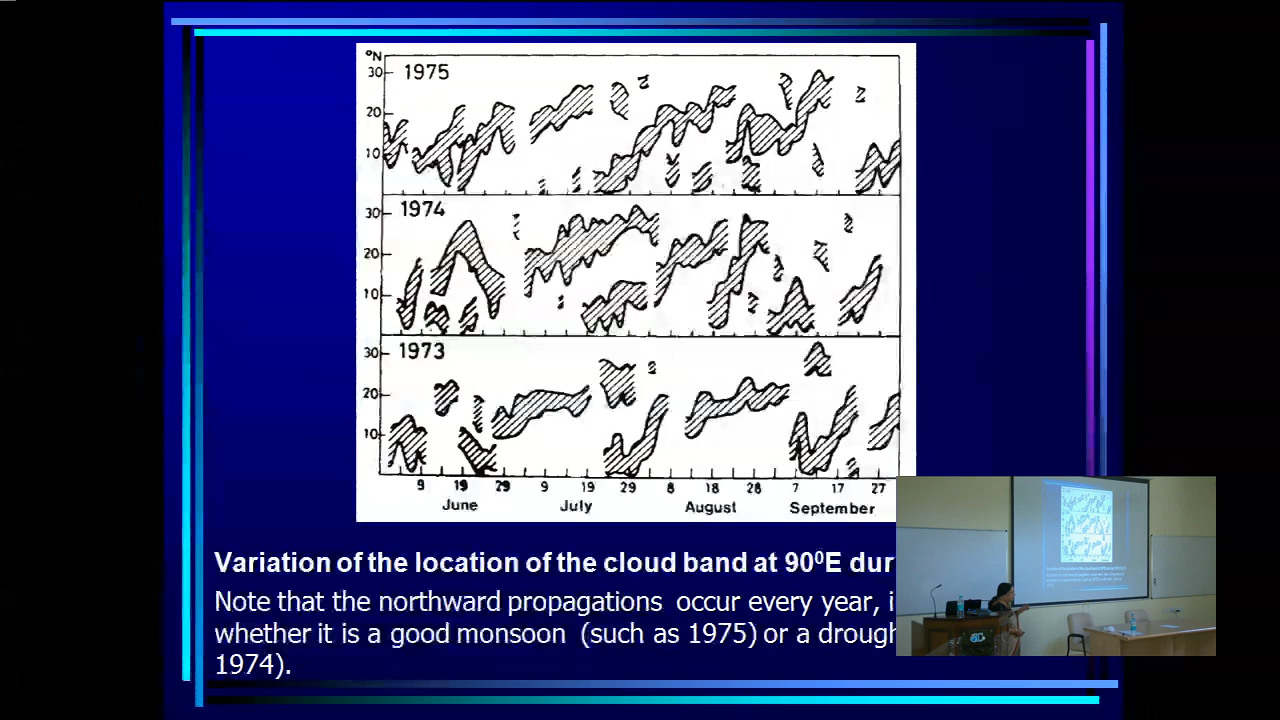 °N
30
1975
20
10
30
1974
20
10
30
1973
20
10
9 19 29 9 19 29 8 18 28 7 17 27
June July August September
Variation of the location of the cloud band at 90⁰E dur
Note that the northward propagations occur every year, i
whether it is a good monsoon (such as 1975) or a drough
1974).